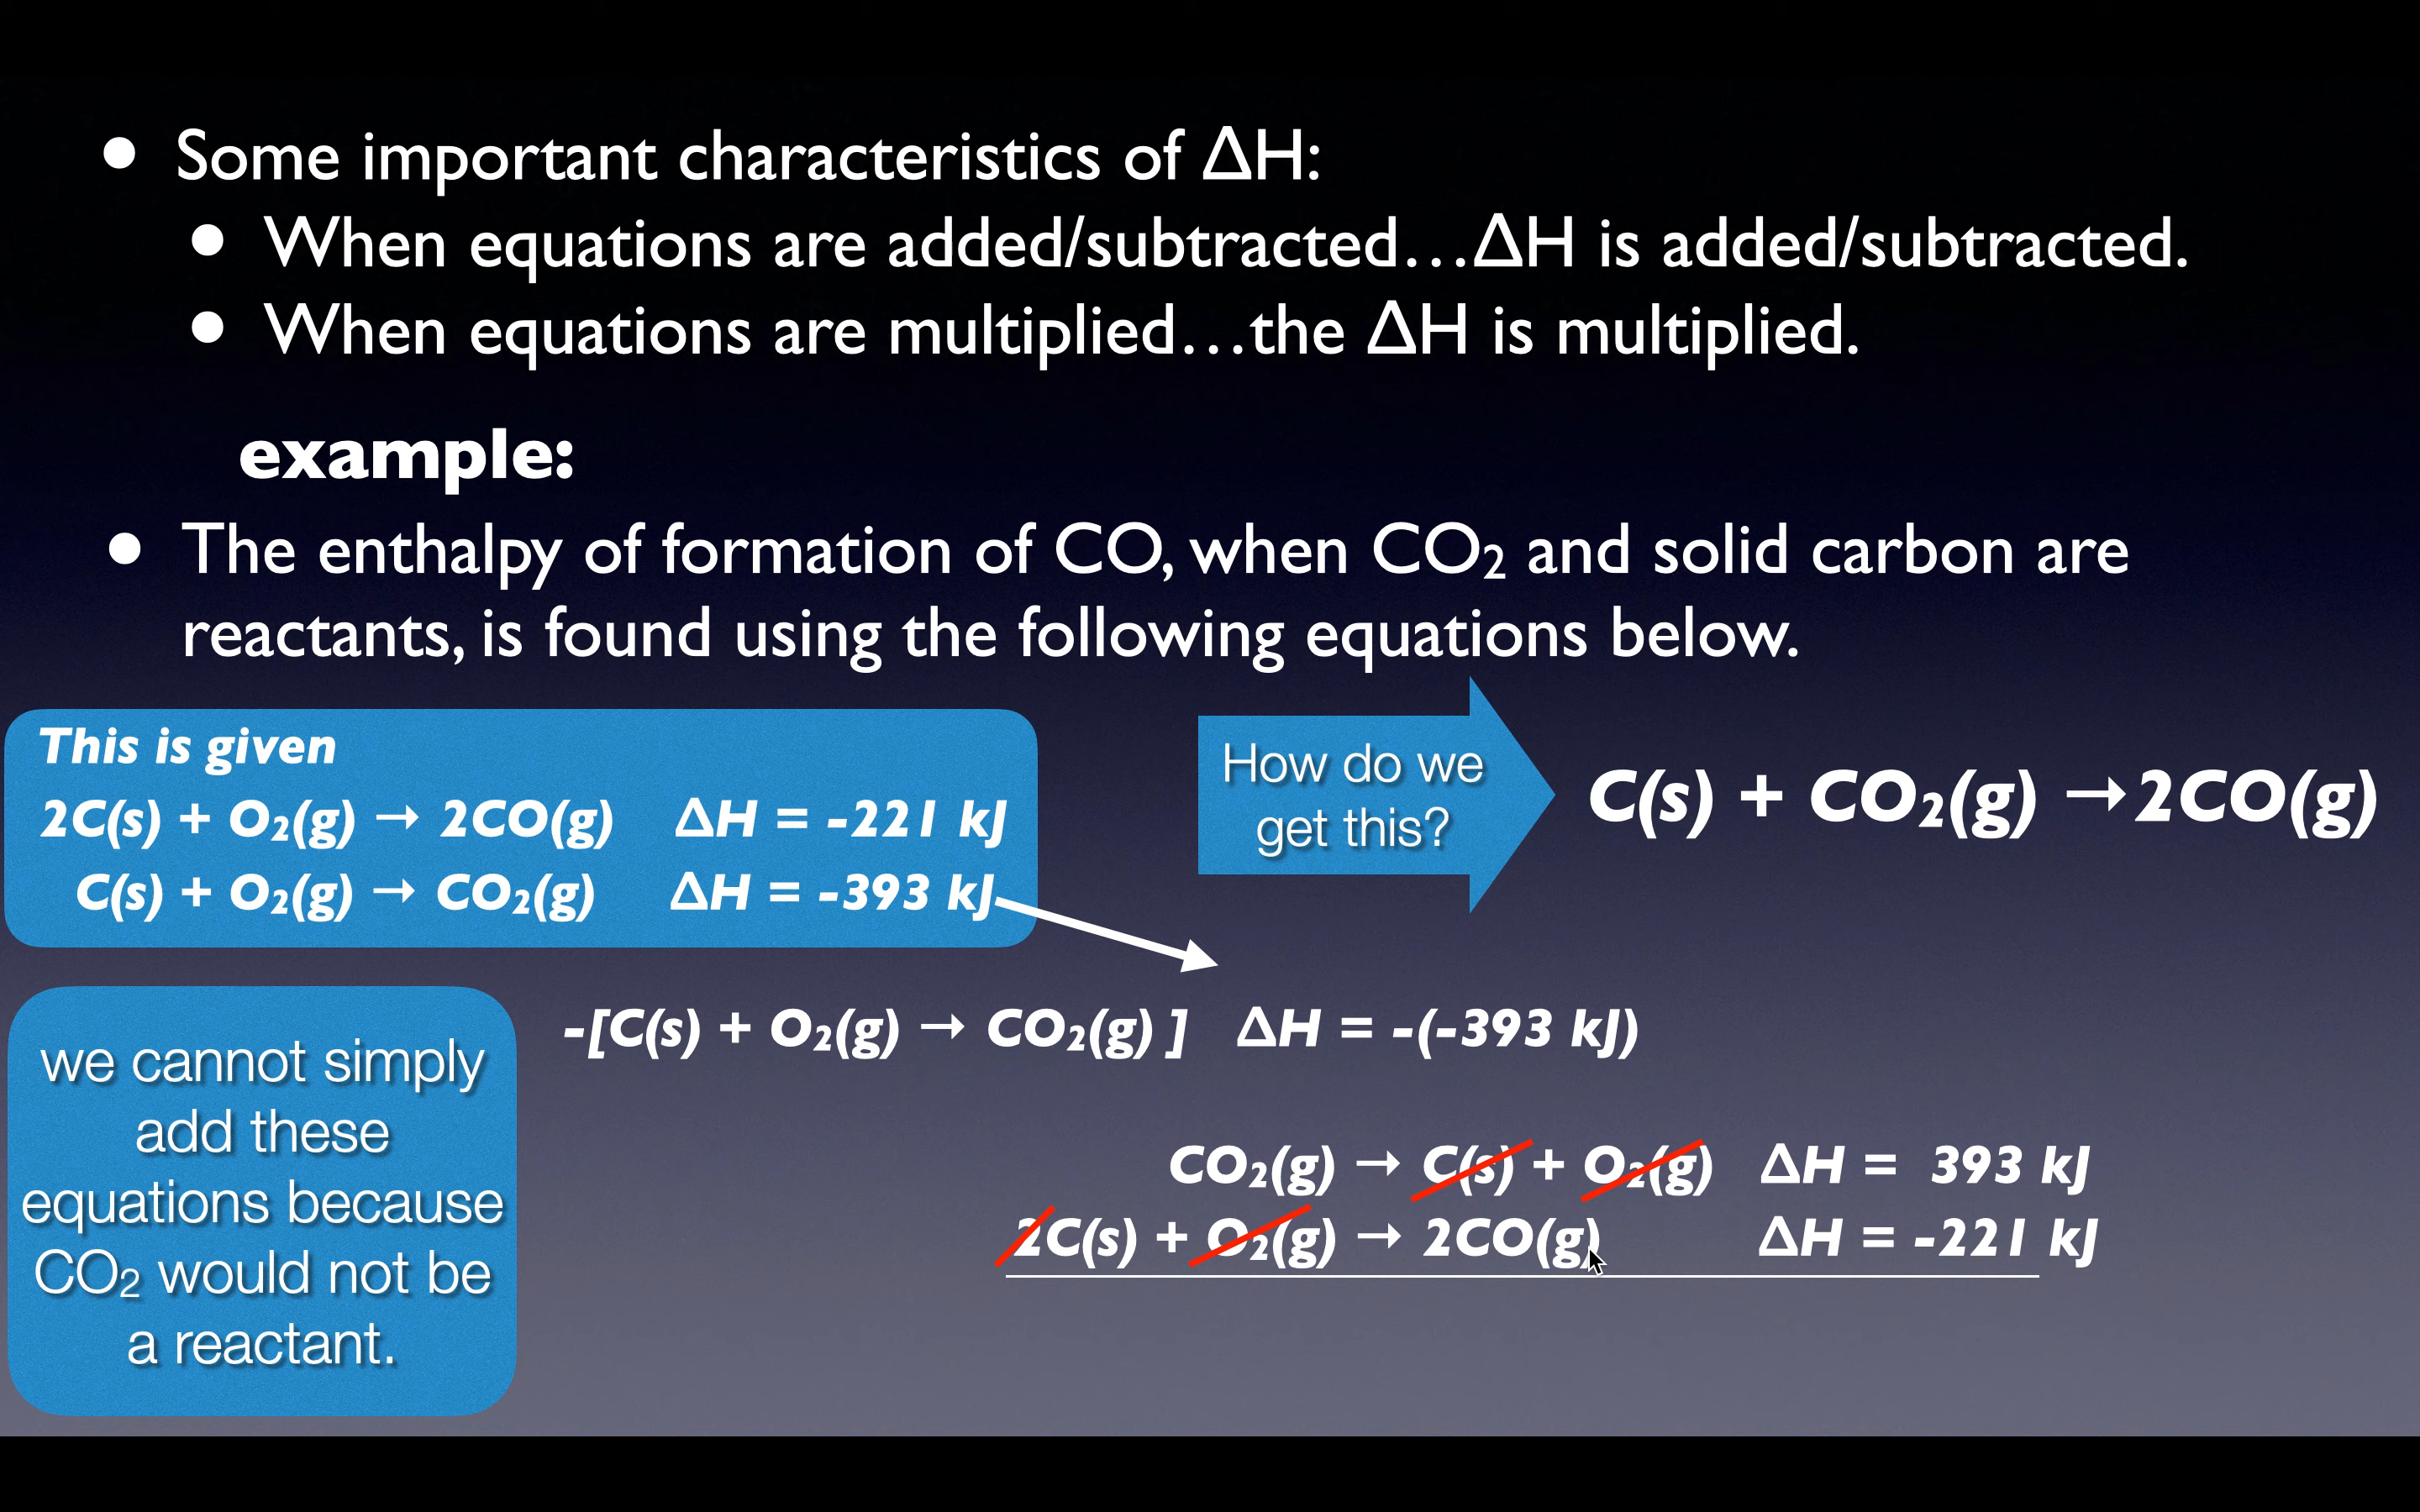 • Some important characteristics of ΔH:
• When equations are added/subtracted…ΔH is added/subtracted.
• When equations are multiplied…the ΔH is multiplied.
example:
• The enthalpy of formation of CO, when CO₂ and solid carbon are
reactants, is found using the following equations below.
This is given
2C(s) + O₂(g) → 2CO(g) ΔH = -221 kJ
C(s) + O₂(g) → CO₂(g) ΔH = -393 kJ
How do we
get this?
C(s) + CO₂(g) →2CO(g)
we cannot simply
add these
equations because
CO₂ would not be
a reactant.
-[C(s) + O₂(g) → CO₂(g) ] ΔH = -(-393 kJ)
CO₂(g) → C(s) + O₂(g) ΔH = 393 kJ
2C(s) + O₂(g) → 2CO(g) ΔH = -221 kJ